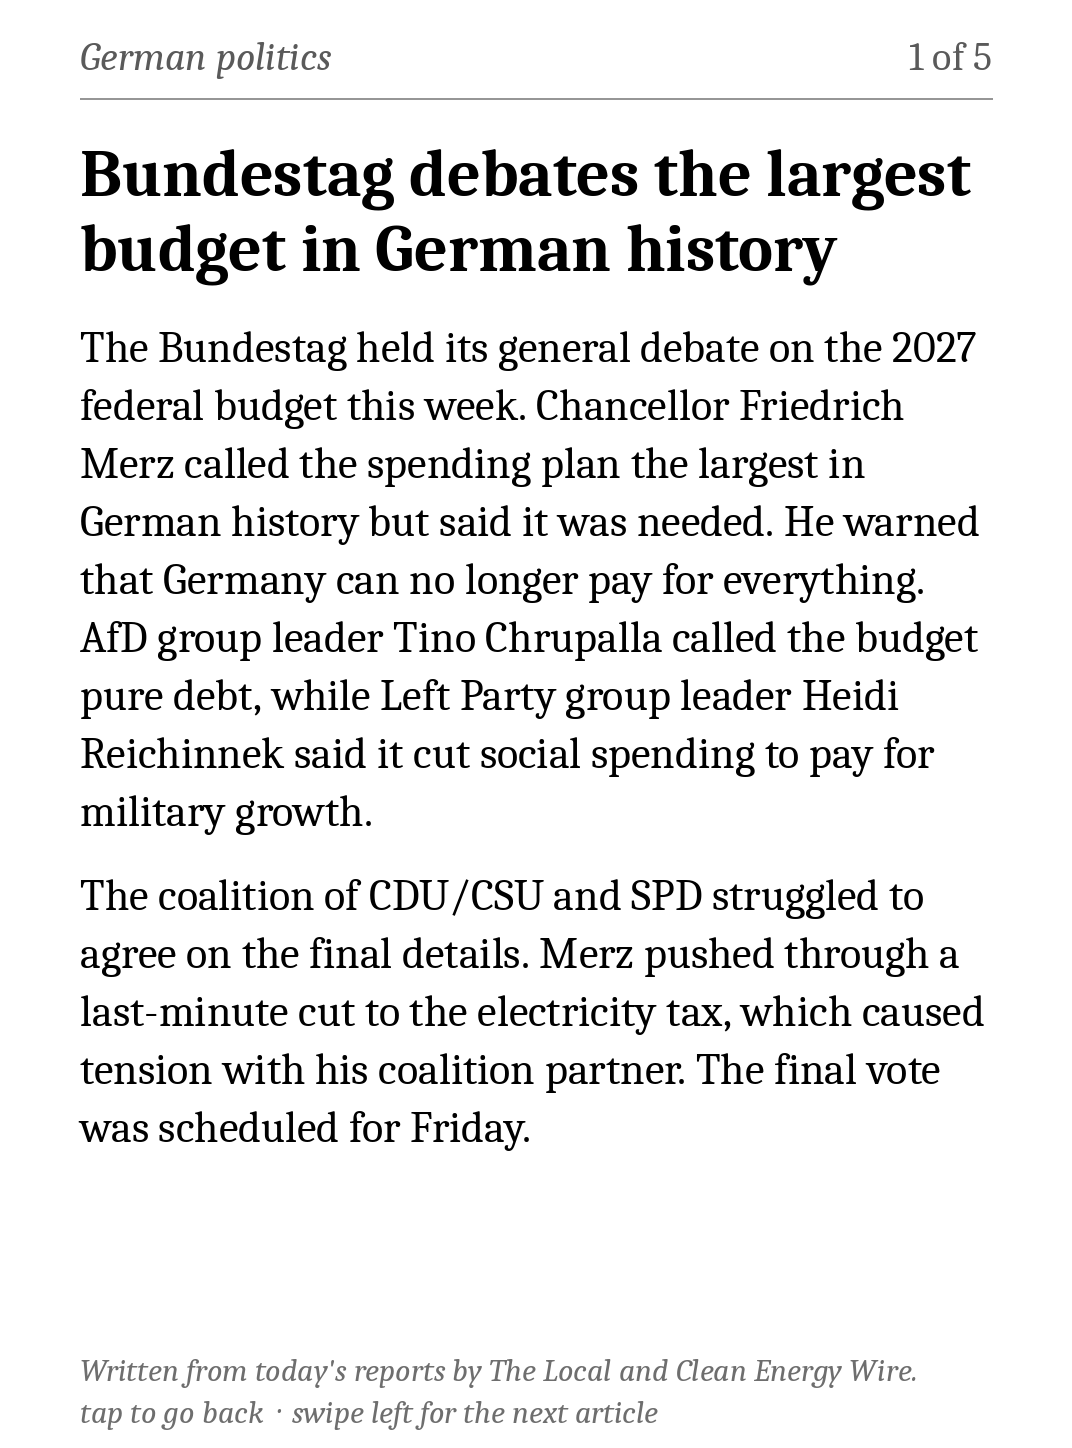 German politics
1 of 5
Bundestag debates the largest
budget in German history
The Bundestag held its general debate on the 2027
federal budget this week. Chancellor Friedrich
Merz called the spending plan the largest in
German history but said it was needed. He warned
that Germany can no longer pay for everything.
AfD group leader Tino Chrupalla called the budget
pure debt, while Left Party group leader Heidi
Reichinnek said it cut social spending to pay for
military growth.
The coalition of CDU/CSU and SPD struggled to
agree on the final details. Merz pushed through a
last-minute cut to the electricity tax, which caused
tension with his coalition partner. The final vote
was scheduled for Friday.
Written from today's reports by The Local and Clean Energy Wire.
tap to go back · swipe left for the next article